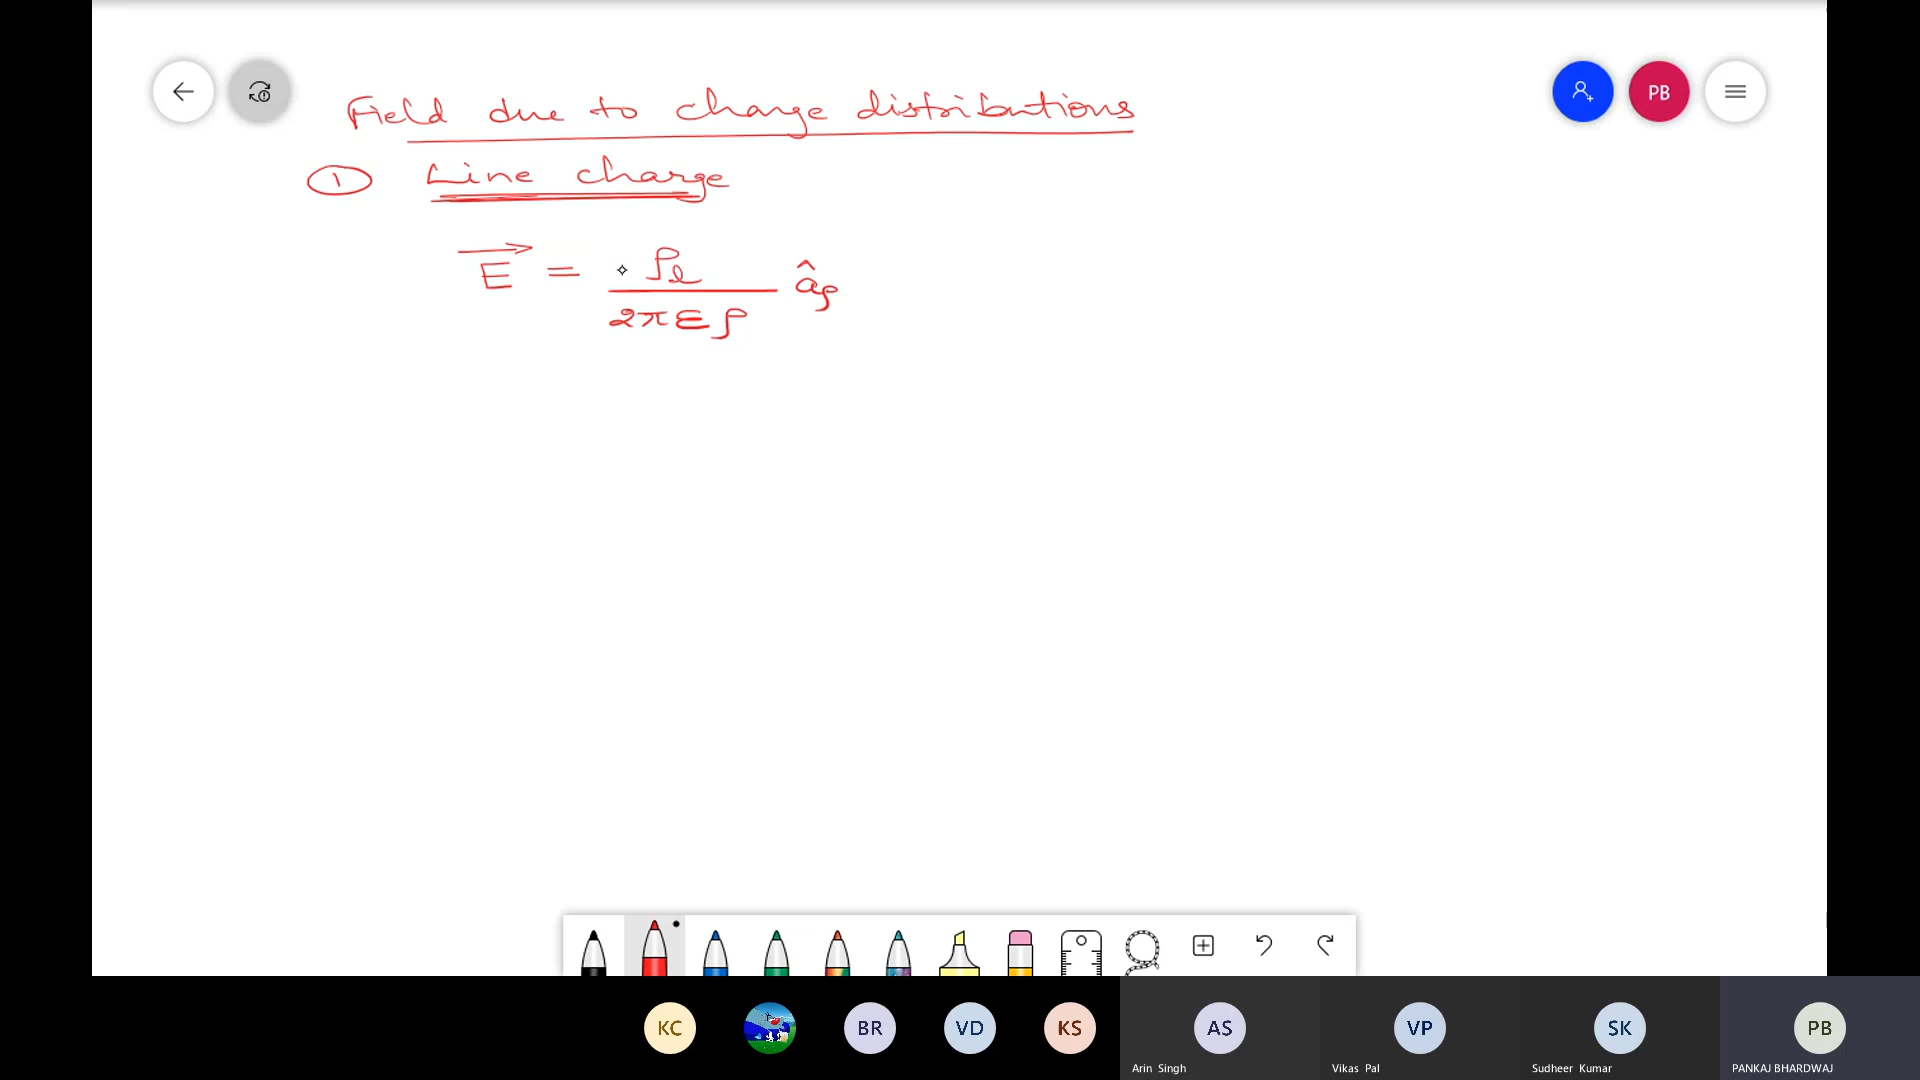 PB
Field due to charge distributions
① Line charge
E⃗ = ρₗ / 2περ âᵨ
KC BR VD KS AS VP SK PB
Arin Singh Vikas Pal Sudheer Kumar PANKAJ BHARDWAJ